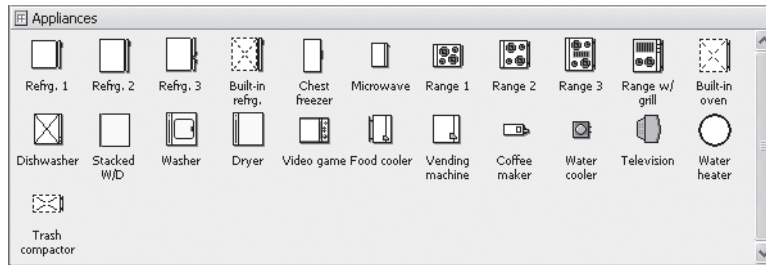 Appliances
Refrg. 1 Refrg. 2 Refrg. 3 Built-in refrg. Chest freezer Microwave Range 1 Range 2 Range 3 Range w/ grill Built-in oven
Dishwasher Stacked W/D Washer Dryer Video game Food cooler Vending machine Coffee maker Water cooler Television Water heater
Trash compactor